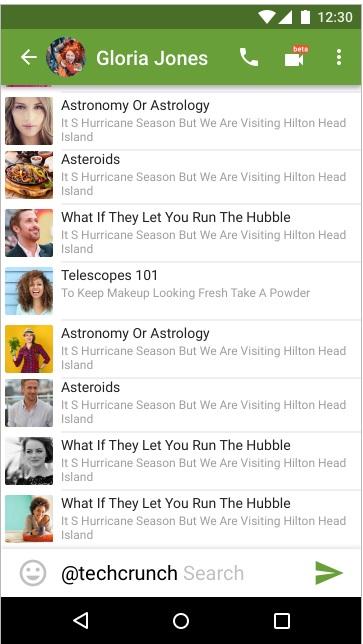 12:30
Gloria Jones
beta
Astronomy Or Astrology
It S Hurricane Season But We Are Visiting Hilton Head
Island
Asteroids
It S Hurricane Season But We Are Visiting Hilton Head
Island
What If They Let You Run The Hubble
It S Hurricane Season But We Are Visiting Hilton Head
Island
Telescopes 101
To Keep Makeup Looking Fresh Take A Powder
Astronomy Or Astrology
It S Hurricane Season But We Are Visiting Hilton Head
Island
Asteroids
It S Hurricane Season But We Are Visiting Hilton Head
Island
What If They Let You Run The Hubble
It S Hurricane Season But We Are Visiting Hilton Head
Island
What If They Let You Run The Hubble
It S Hurricane Season But We Are Visiting Hilton Head
Island
@techcrunch Search